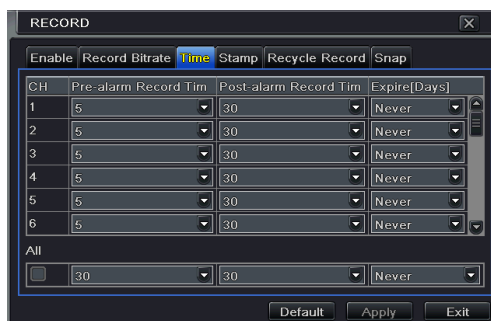 RECORD
Enable Record Bitrate Time Stamp Recycle Record Snap
CH Pre-alarm Record Tim Post-alarm Record Tim Expire[Days]
1 5 30 Never
2 5 30 Never
3 5 30 Never
4 5 30 Never
5 5 30 Never
6 5 30 Never
All
30 30 Never
Default Apply Exit